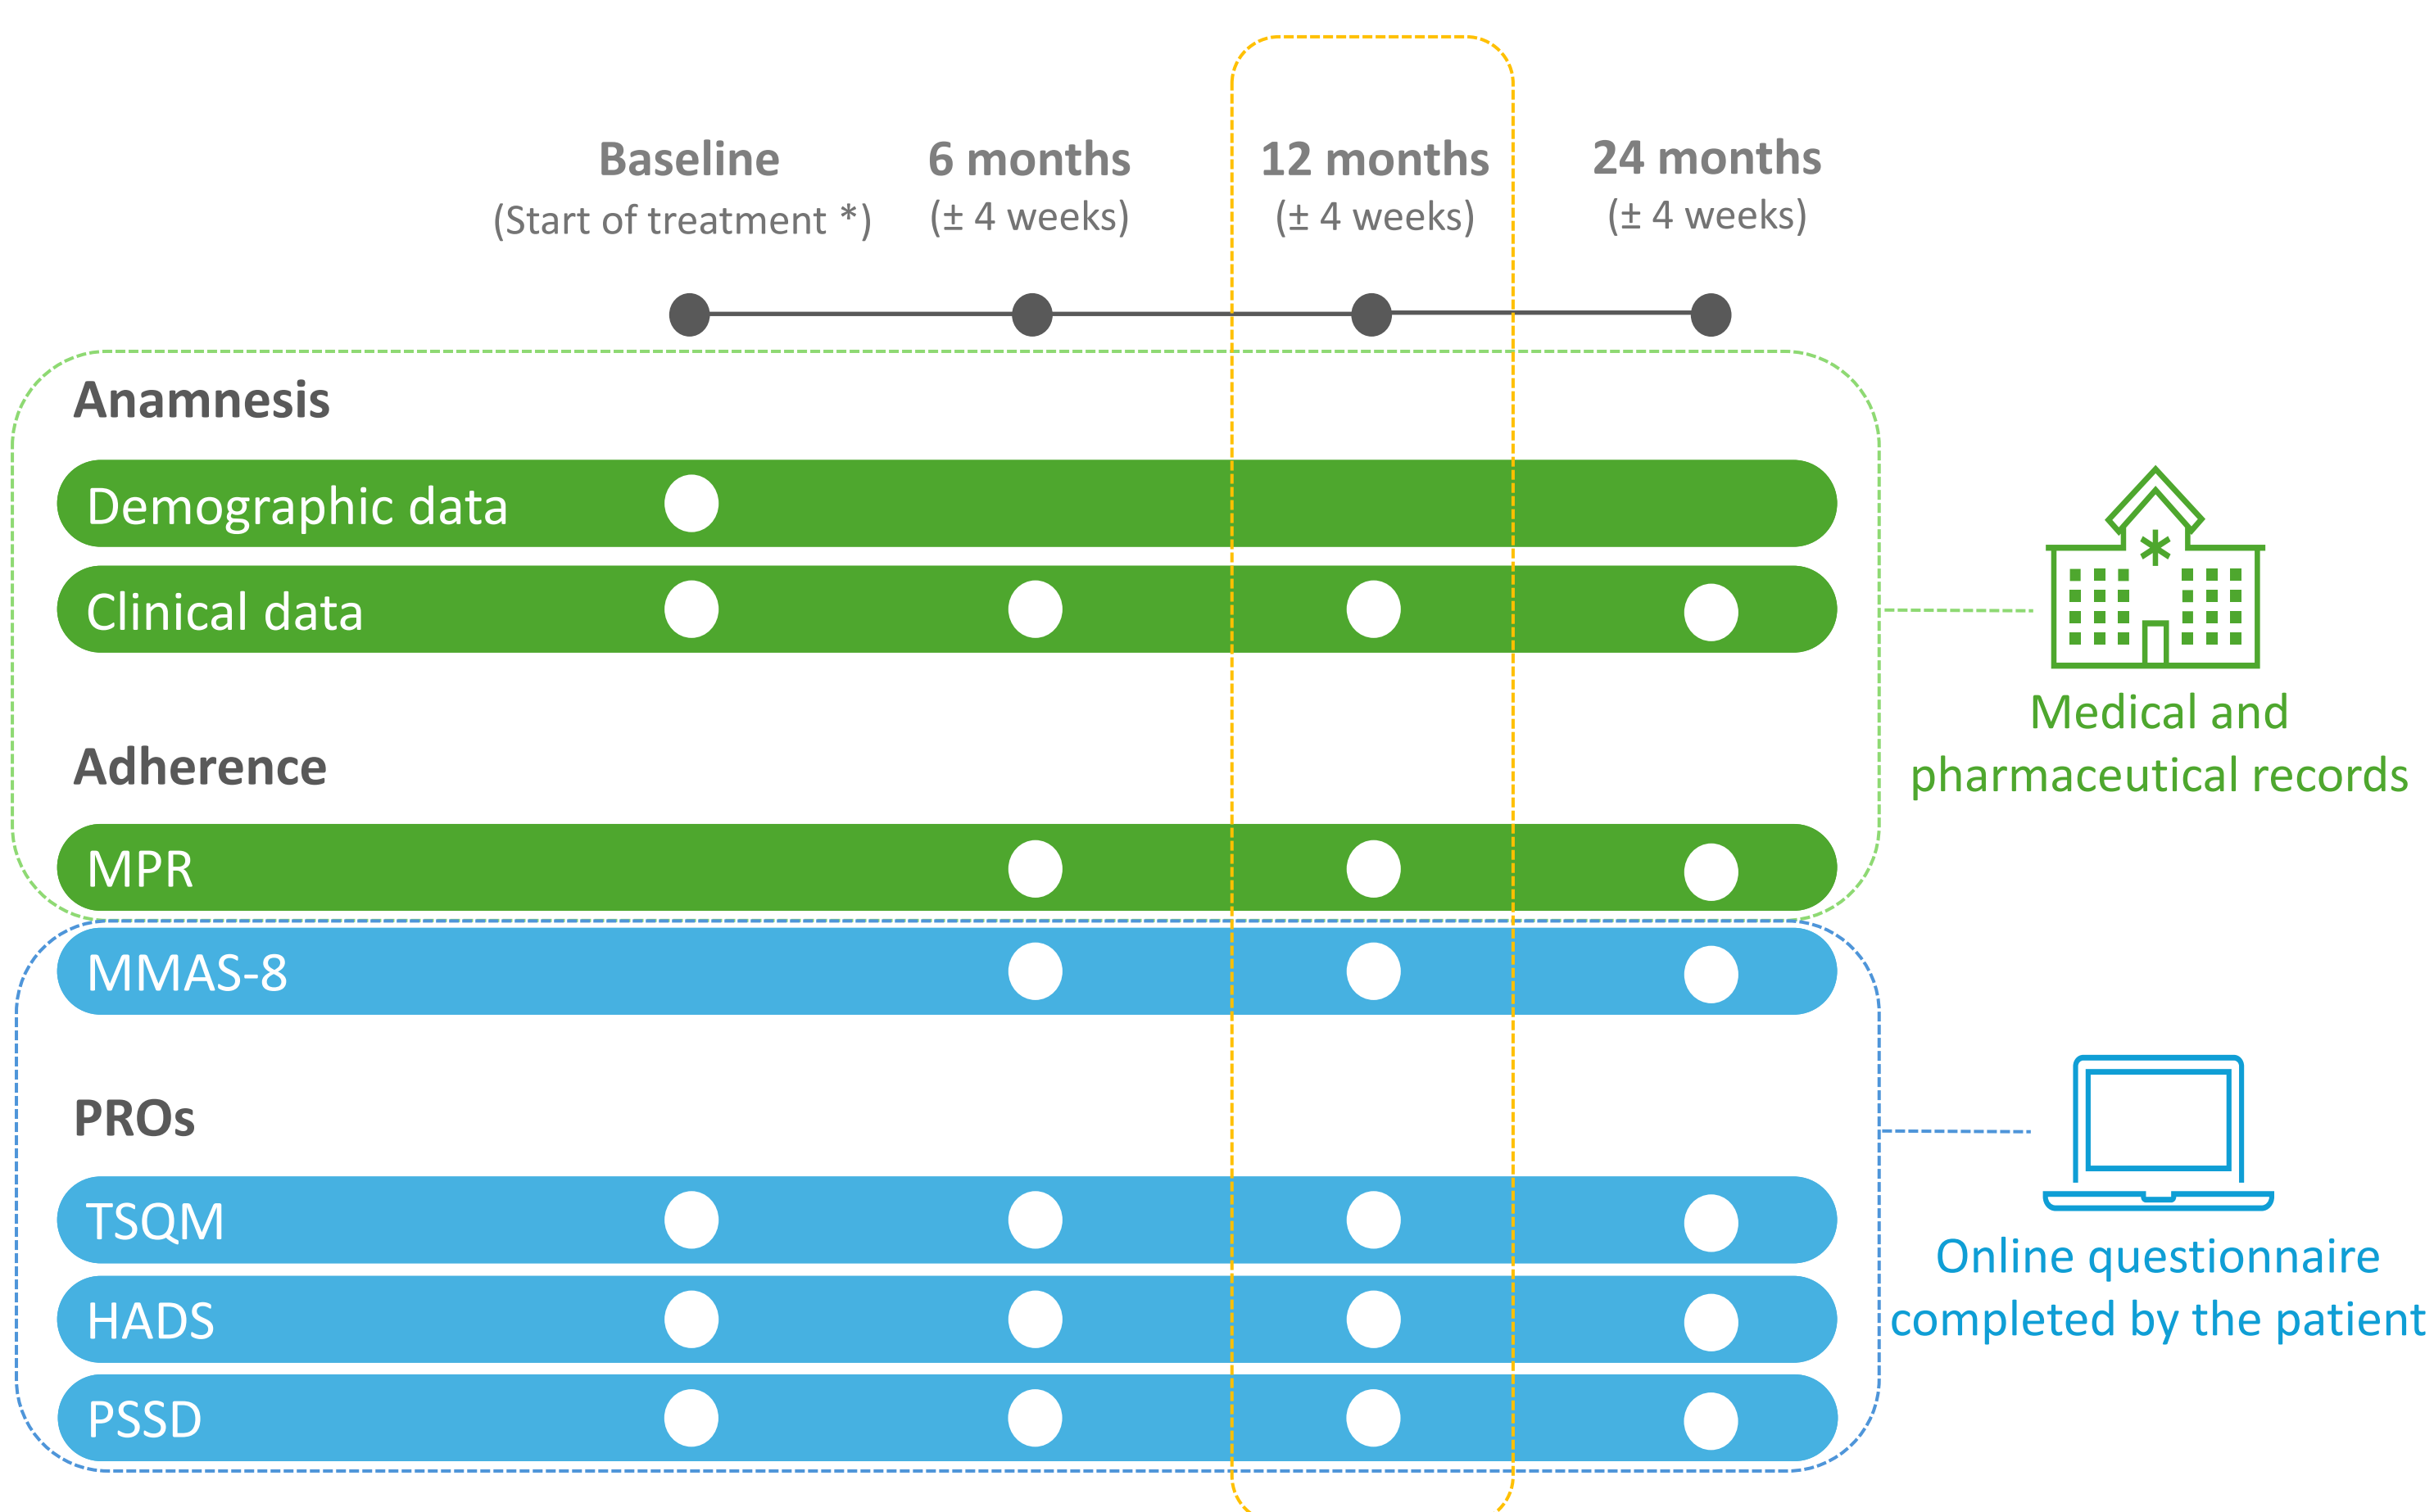 Baseline
(Start of treatment *)
6 months
(± 4 weeks)
12 months
(± 4 weeks)
24 months
(± 4 weeks)
Anamnesis
Demographic data
Clinical data
Medical and
pharmaceutical records
Adherence
MPR
MMAS-8
PROs
TSQM
HADS
PSSD
Online questionnaire
completed by the patient